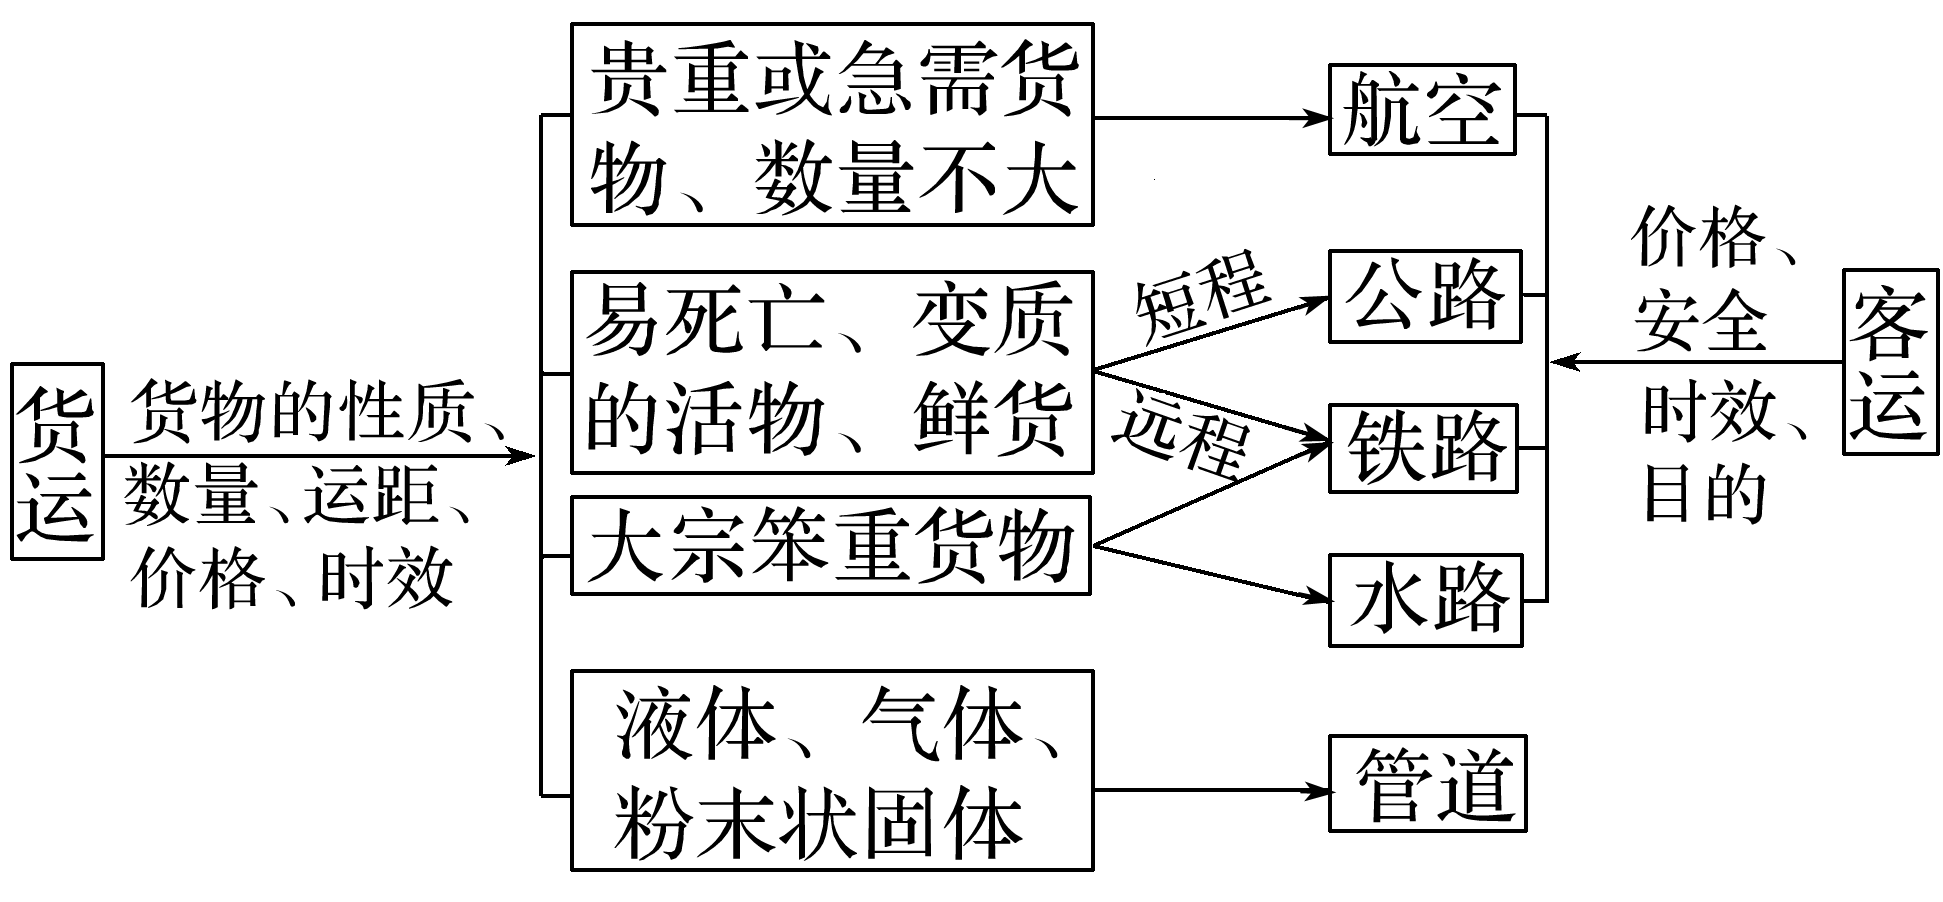 货运
货物的性质、
数量、运距、
价格、时效
贵重或急需货
物、数量不大
易死亡、变质
的活物、鲜货
大宗笨重货物
液体、气体、
粉末状固体
短程
远程
航空
公路
铁路
水路
管道
价格、
安全
时效、
目的
客运